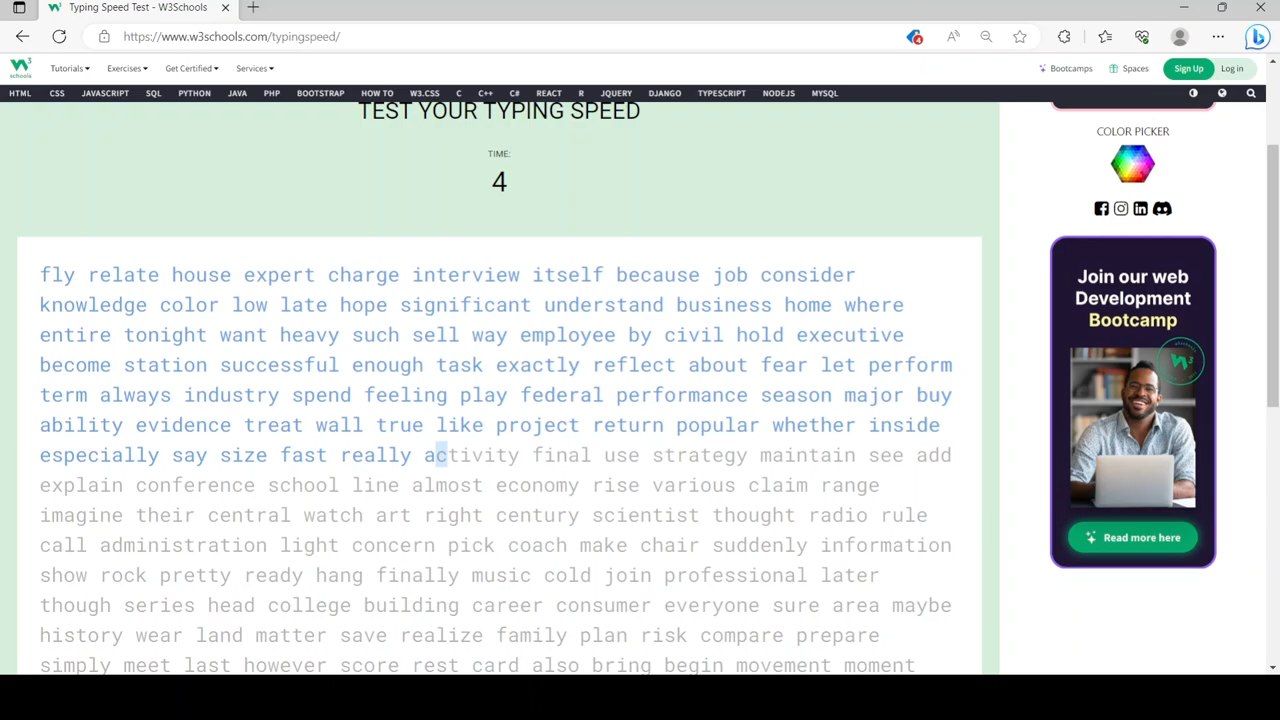 Typing Speed Test - W3Schools
https://www.w3schools.com/typingspeed/
4
W3 schools
Tutorials Exercises Get Certified Services Bootcamps Spaces Sign Up Log in
HTML CSS JAVASCRIPT SQL PYTHON JAVA PHP BOOTSTRAP HOW TO W3.CSS C C++ C# REACT R JQUERY DJANGO TYPESCRIPT NODEJS MYSQL
TEST YOUR TYPING SPEED
TIME:
4
fly relate house expert charge interview itself because job consider
knowledge color low late hope significant understand business home where
entire tonight want heavy such sell way employee by civil hold executive
become station successful enough task exactly reflect about fear let perform
term always industry spend feeling play federal performance season major buy
ability evidence treat wall true like project return popular whether inside
especially say size fast really activity final use strategy maintain see add
explain conference school line almost economy rise various claim range
imagine their central watch art right century scientist thought radio rule
call administration light concern pick coach make chair suddenly information
show rock pretty ready hang finally music cold join professional later
though series head college building career consumer everyone sure area maybe
history wear land matter save realize family plan risk compare prepare
simply meet last however score rest card also bring begin movement moment
COLOR PICKER
Join our web
Development
Bootcamp
W3
Read more here